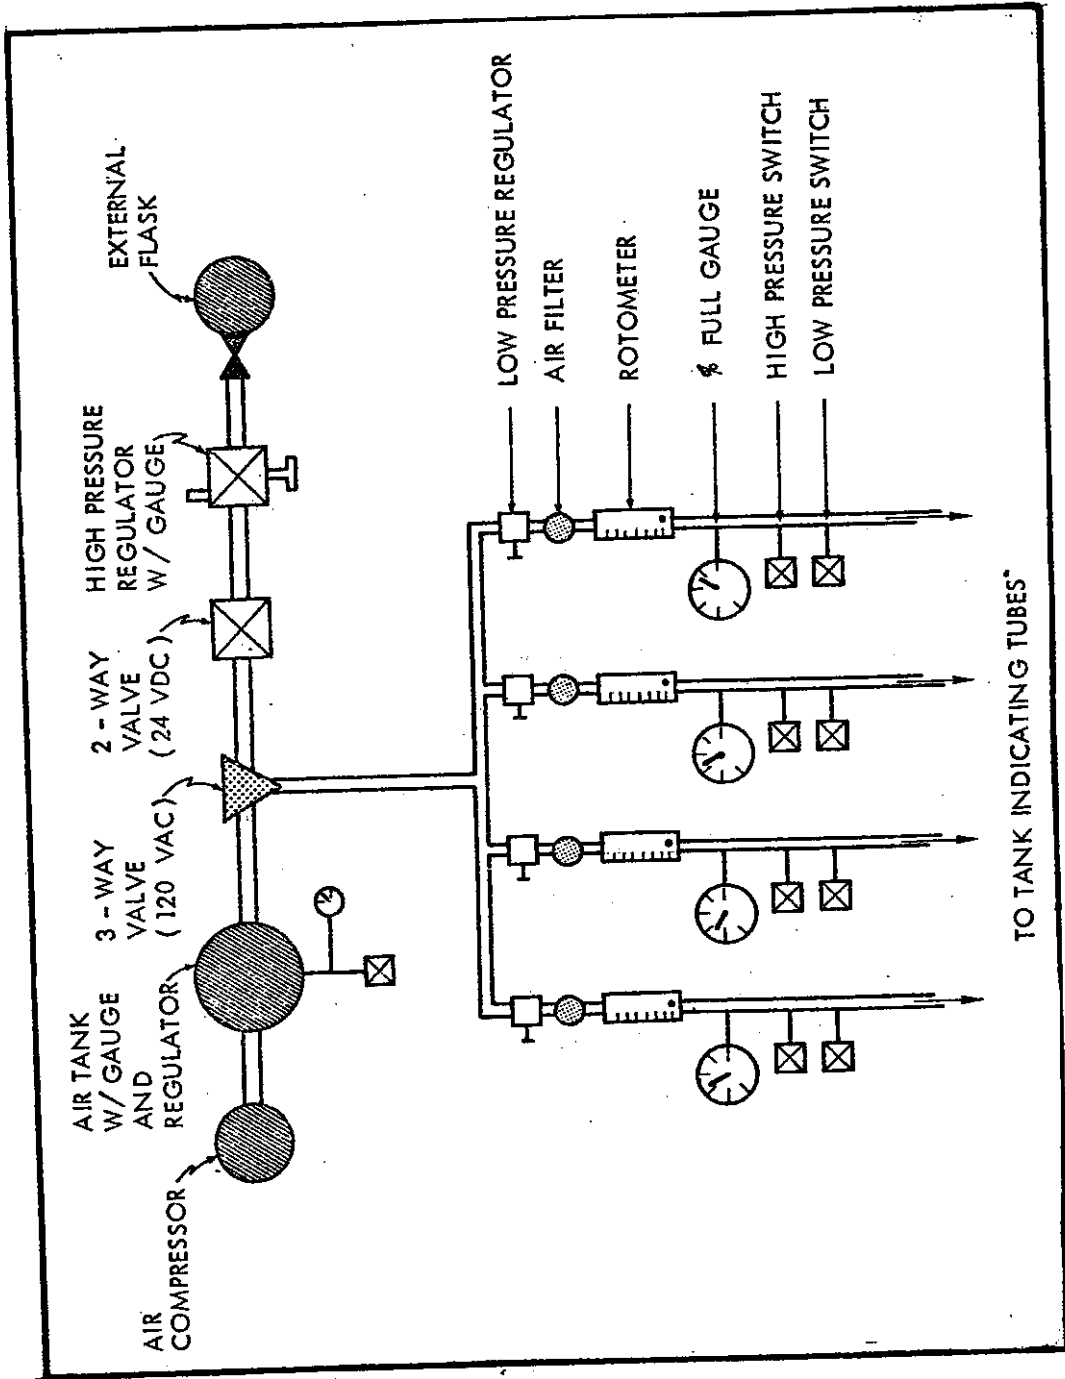 AIR
COMPRESSOR
AIR TANK
W/ GAUGE
AND
REGULATOR
3 - WAY
VALVE
( 120 VAC )
2 - WAY
VALVE
( 24 VDC )
HIGH PRESSURE
REGULATOR
W/ GAUGE
EXTERNAL
FLASK
LOW PRESSURE REGULATOR
AIR FILTER
ROTOMETER
% FULL GAUGE
HIGH PRESSURE SWITCH
LOW PRESSURE SWITCH
TO TANK INDICATING TUBES